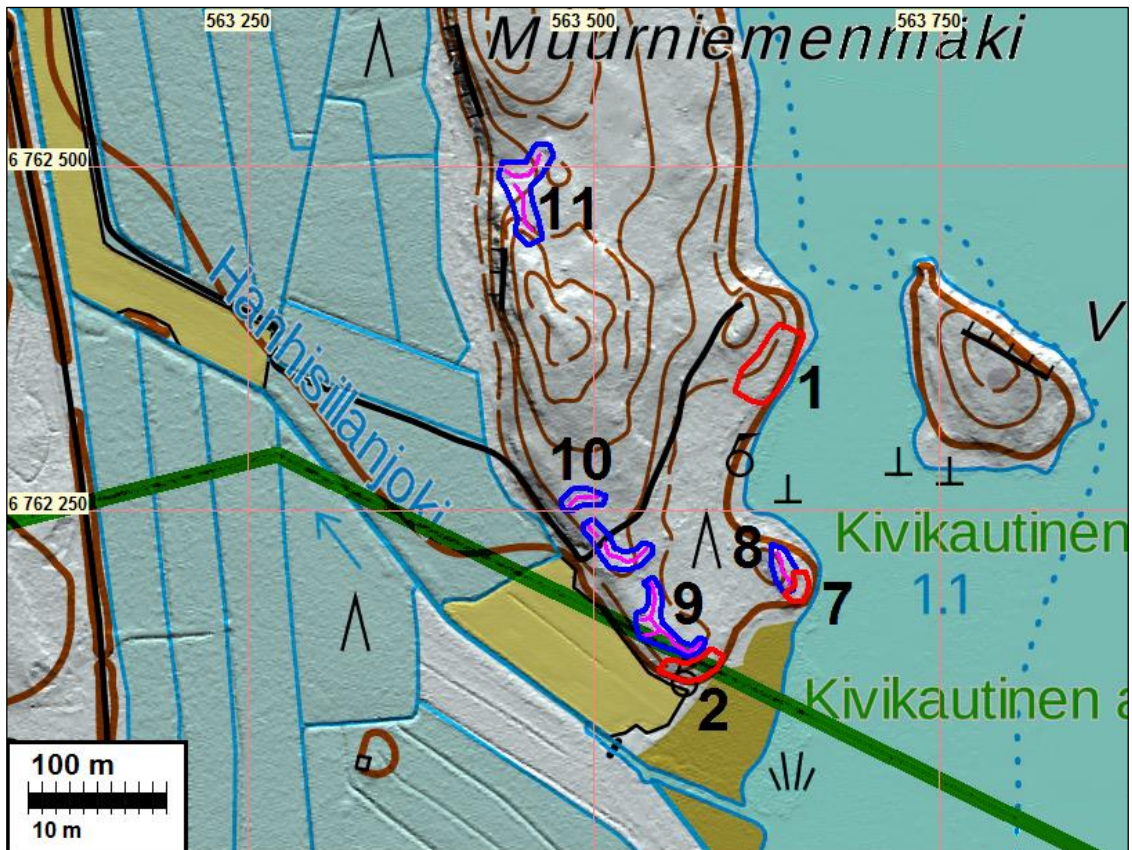 563 250
563 500
563 750
Muurniemenmäki
6 762 500
11
Hanhisillanjoki
V
1
10
6 762 250
8
Kivikautinen
7
1.1
9
2
Kivikautinen a
100 m
10 m